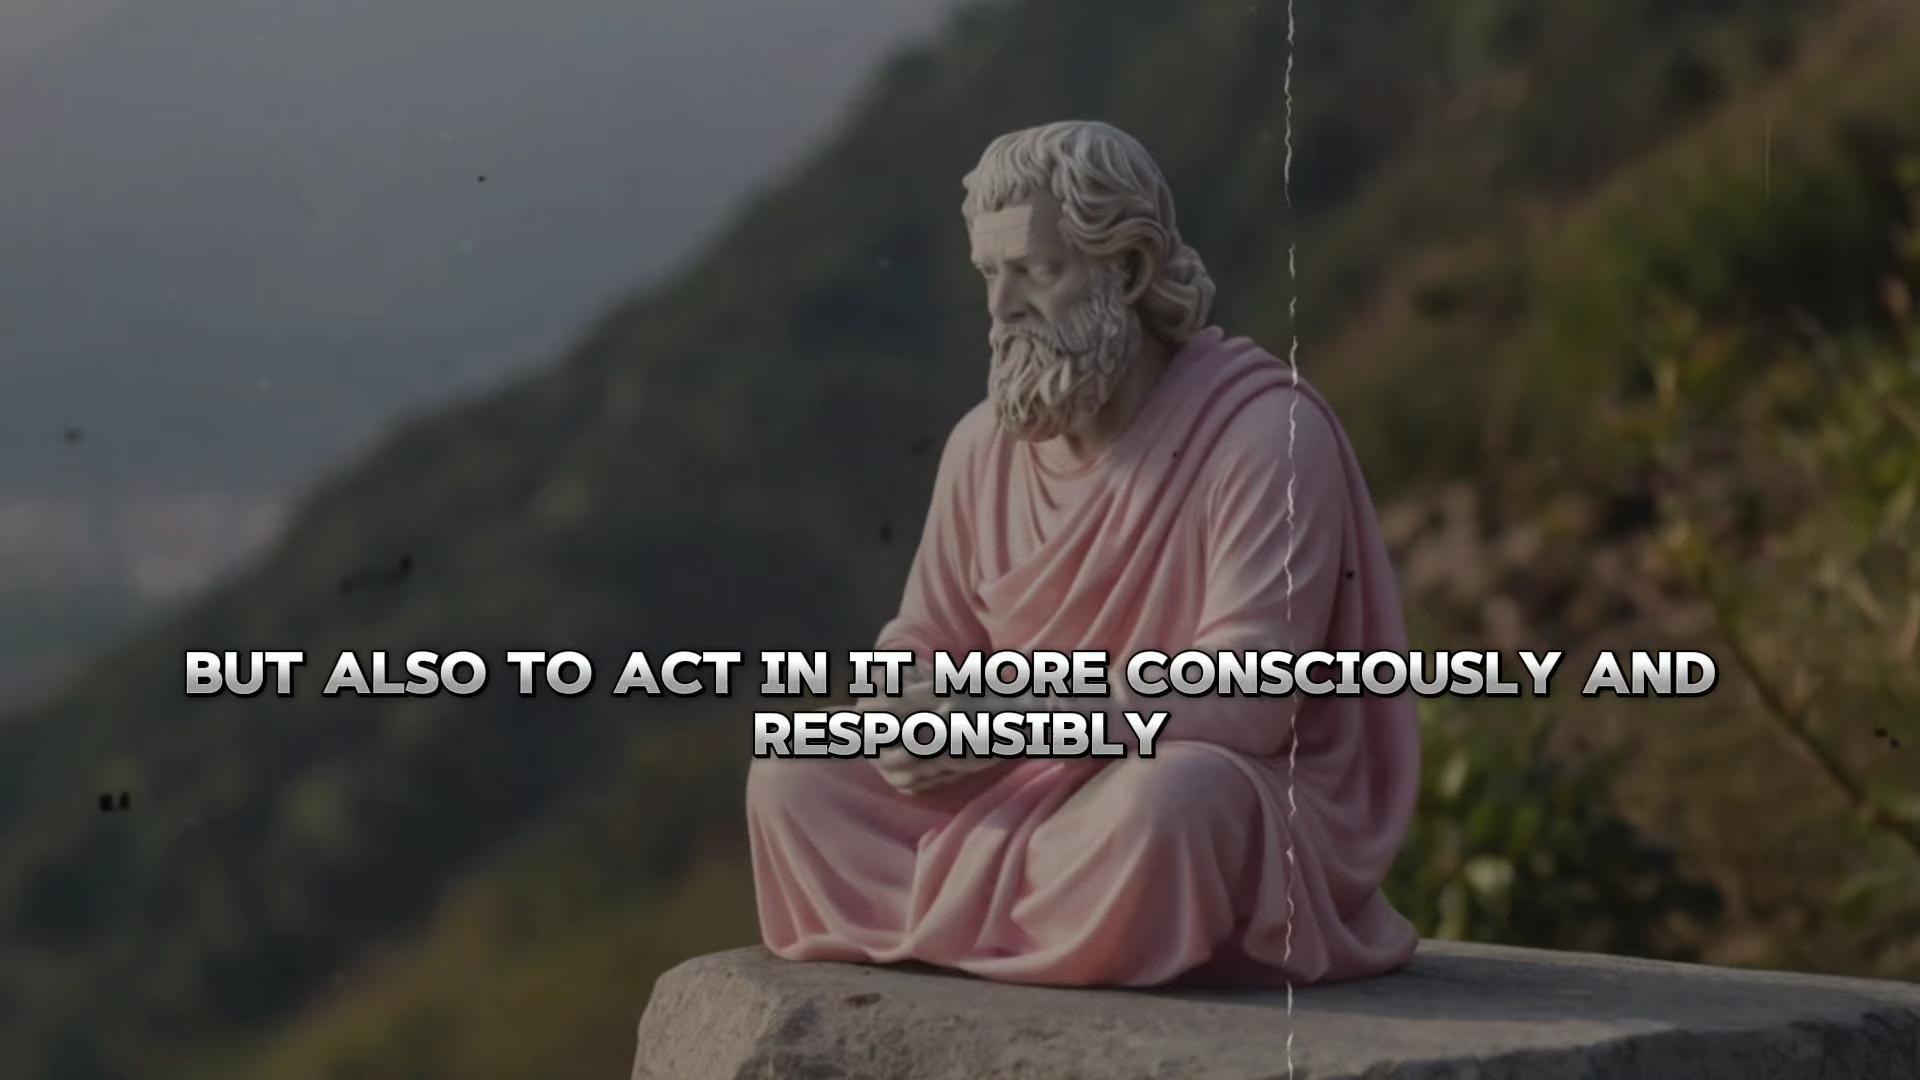 BUT ALSO TO ACT IN IT MORE CONSCIOUSLY AND
RESPONSIBLY